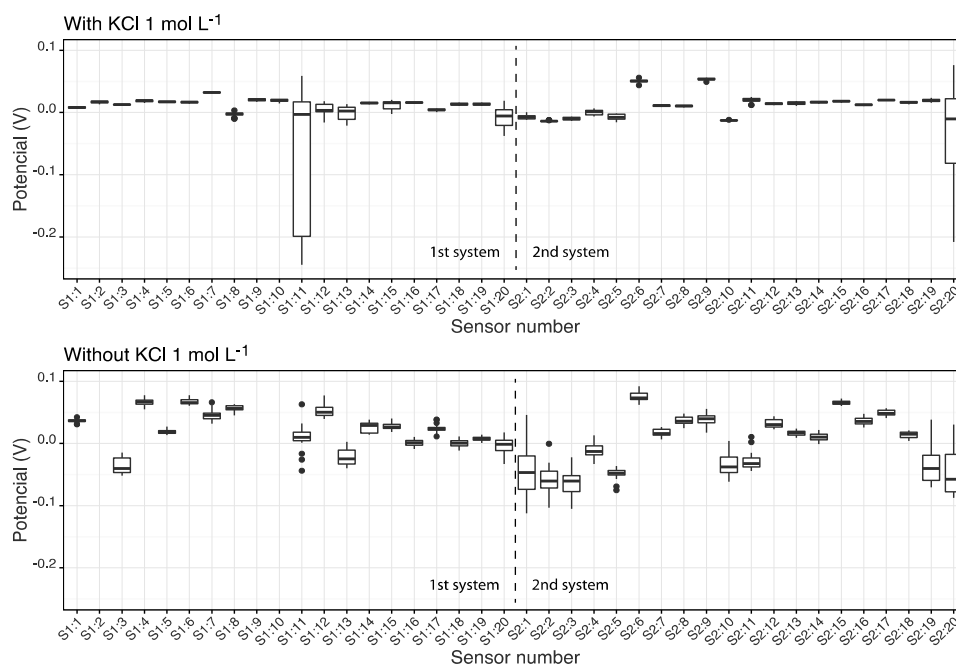 With KCl 1 mol L-1
0.1
0.0
-0.1
-0.2
Potencial (V)
1st system
2nd system
S1:1 S1:2 S1:3 S1:4 S1:5 S1:6 S1:7 S1:8 S1:9 S1:10 S1:11 S1:12 S1:13 S1:14 S1:15 S1:16 S1:17 S1:18 S1:19 S1:20 S2:1 S2:2 S2:3 S2:4 S2:5 S2:6 S2:7 S2:8 S2:9 S2:10 S2:11 S2:12 S2:13 S2:14 S2:15 S2:16 S2:17 S2:18 S2:19 S2:20
Sensor number
Without KCl 1 mol L-1
0.1
0.0
-0.1
-0.2
Potencial (V)
1st system
2nd system
S1:1 S1:2 S1:3 S1:4 S1:5 S1:6 S1:7 S1:8 S1:9 S1:10 S1:11 S1:12 S1:13 S1:14 S1:15 S1:16 S1:17 S1:18 S1:19 S1:20 S2:1 S2:2 S2:3 S2:4 S2:5 S2:6 S2:7 S2:8 S2:9 S2:10 S2:11 S2:12 S2:13 S2:14 S2:15 S2:16 S2:17 S2:18 S2:19 S2:20
Sensor number